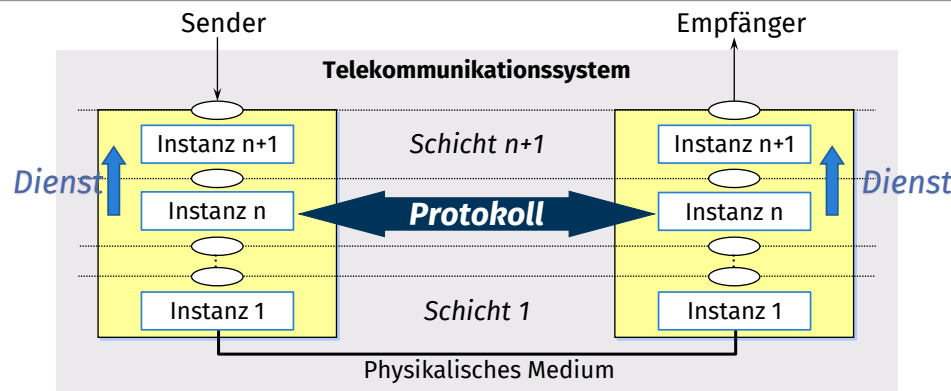 Sender
Empfänger
Telekommunikationssystem
Instanz n+1
Schicht n+1
Instanz n+1
Dienst
Dienst
Instanz n
Protokoll
Instanz n
Instanz 1
Schicht 1
Instanz 1
Physikalisches Medium